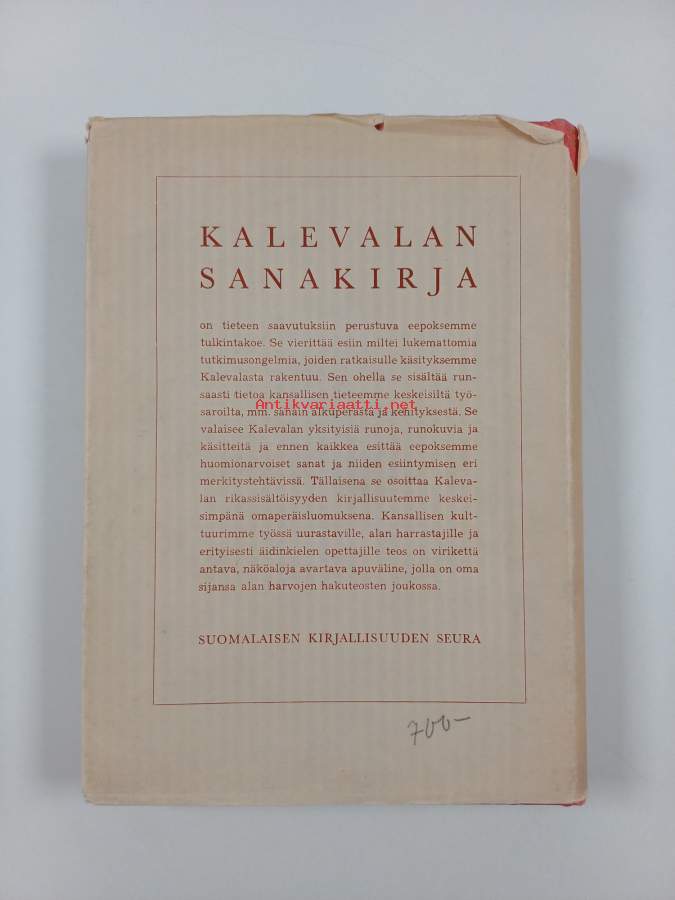 KALEVALAN
SANAKIRJA
on tieteen saavutuksiin perustuva eepoksemme
tulkintakoe. Se vierittää esiin miltei lukemattomia
tutkimusongelmia, joiden ratkaisulle käsityksemme
Kalevalasta rakentuu. Sen ohella se sisältää run-
saasti tietoa kansallisen tieteemme keskeisiltä työ-
Antikvariaatti.net
saroilta, mm. sanain alkuperästä ja kehityksestä. Se
valaisee Kalevalan yksityisiä runoja, runokuvia ja
käsitteitä ja ennen kaikkea esittää eepoksemme
huomionarvoiset sanat ja niiden esiintymisen eri
merkitystehtävissä. Tällaisena se osoittaa Kaleva-
lan rikassisältöisyyden kirjallisuutemme keskei-
simpänä omaperäisluomuksena. Kansallisen kult-
tuurimme työssä uurastaville, alan harrastajille ja
erityisesti äidinkielen opettajille teos on virikettä
antava, näköaloja avartava apuväline, jolla on oma
sijansa alan harvojen hakuteosten joukossa.
SUOMALAISEN KIRJALLISUUDEN SEURA
700-